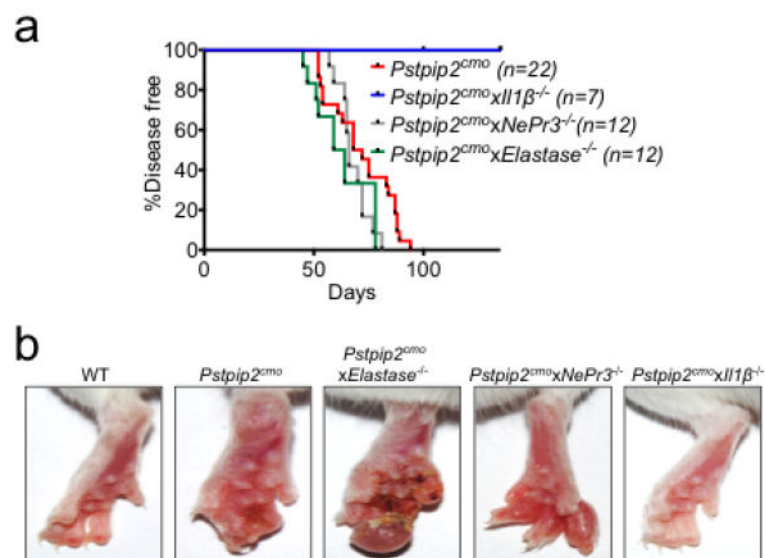 a
100
80
60
40
20
0
%Disease free
0 50 100
Days
Pstpip2cmo (n=22)
Pstpip2cmoxIl1β-/- (n=7)
Pstpip2cmoxNePr3-/-(n=12)
Pstpip2cmoxElastase-/- (n=12)
b
WT
Pstpip2cmo
Pstpip2cmo
xElastase-/-
Pstpip2cmoxNePr3-/-
Pstpip2cmoxIl1β-/-